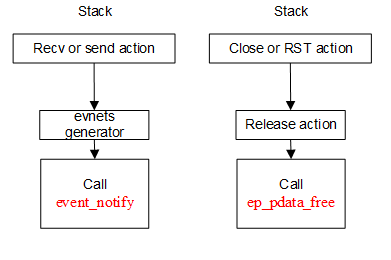 Stack
Recv or send action
evnets
generator
Call
event_notify
Stack
Close or RST action
Release action
Call
ep_pdata_free